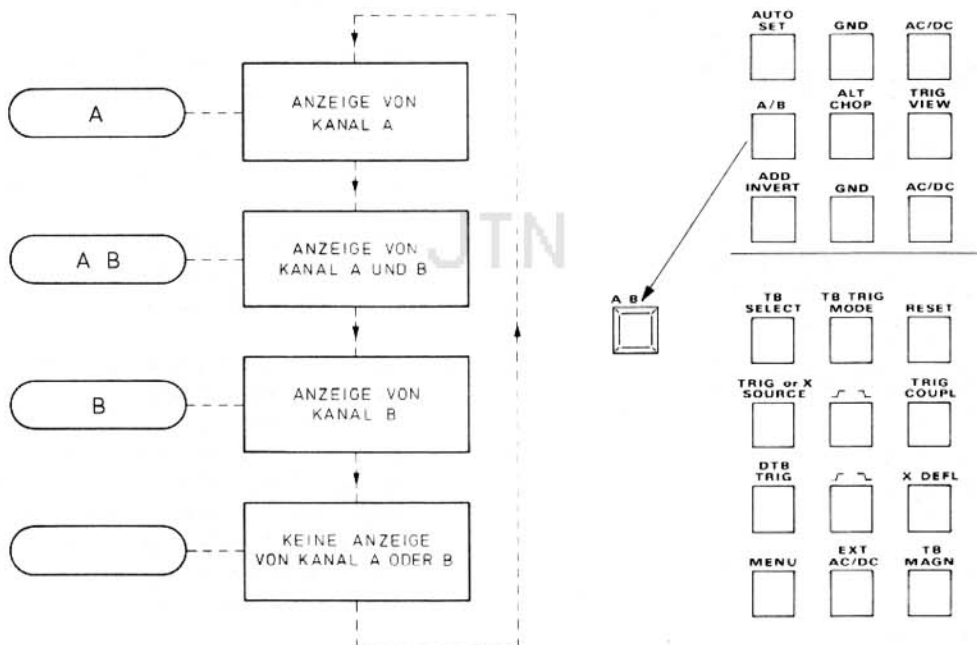 A
ANZEIGE VON
KANAL A
A B
ANZEIGE VON
KANAL A UND B
B
ANZEIGE VON
KANAL B
KEINE ANZEIGE
VON KANAL A ODER B
JTN
A B
AUTO
SET
GND
AC/DC
A/B
ALT
CHOP
TRIG
VIEW
ADD
INVERT
GND
AC/DC
TB
SELECT
TB TRIG
MODE
RESET
TRIG or X
SOURCE
TRIG
COUPL
DTB
TRIG
X DEFL
MENU
EXT
AC/DC
TB
MAGN